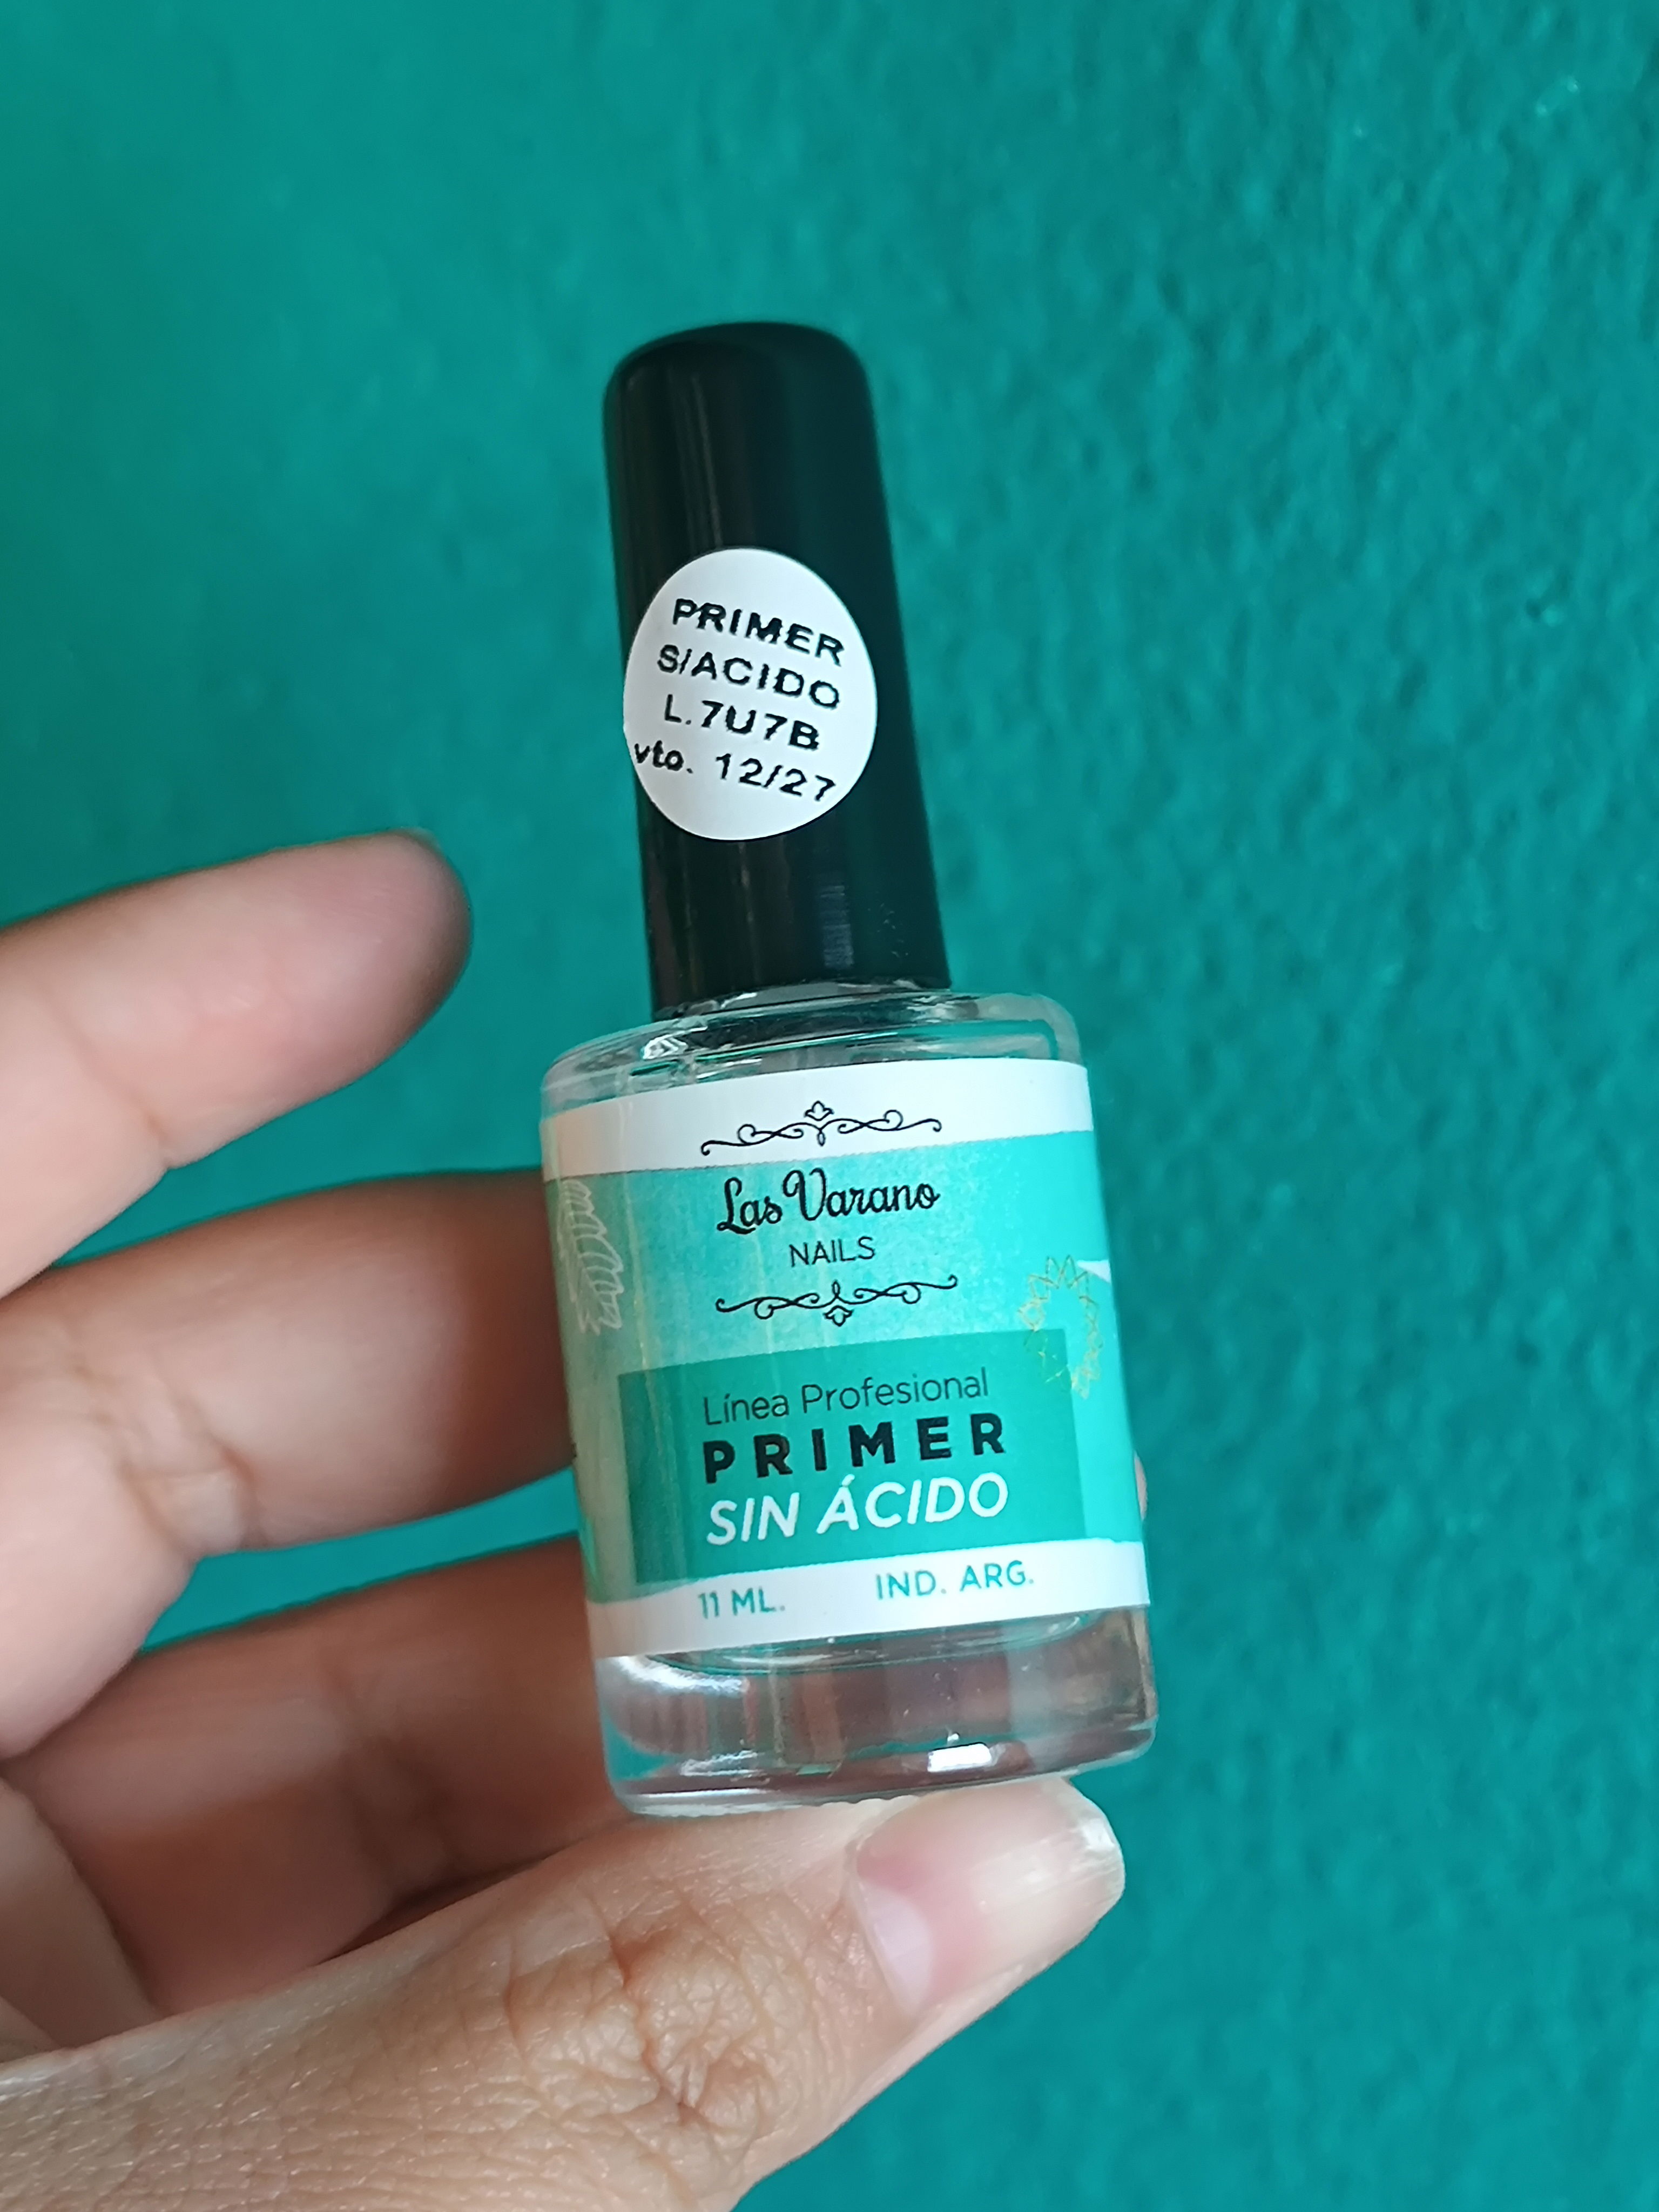 PRIMER
S/ACIDO
L.7U7B
vto. 12/27
Las Varano
NAILS
Línea Profesional
PRIMER
SIN ÁCIDO
11 ML. IND. ARG.